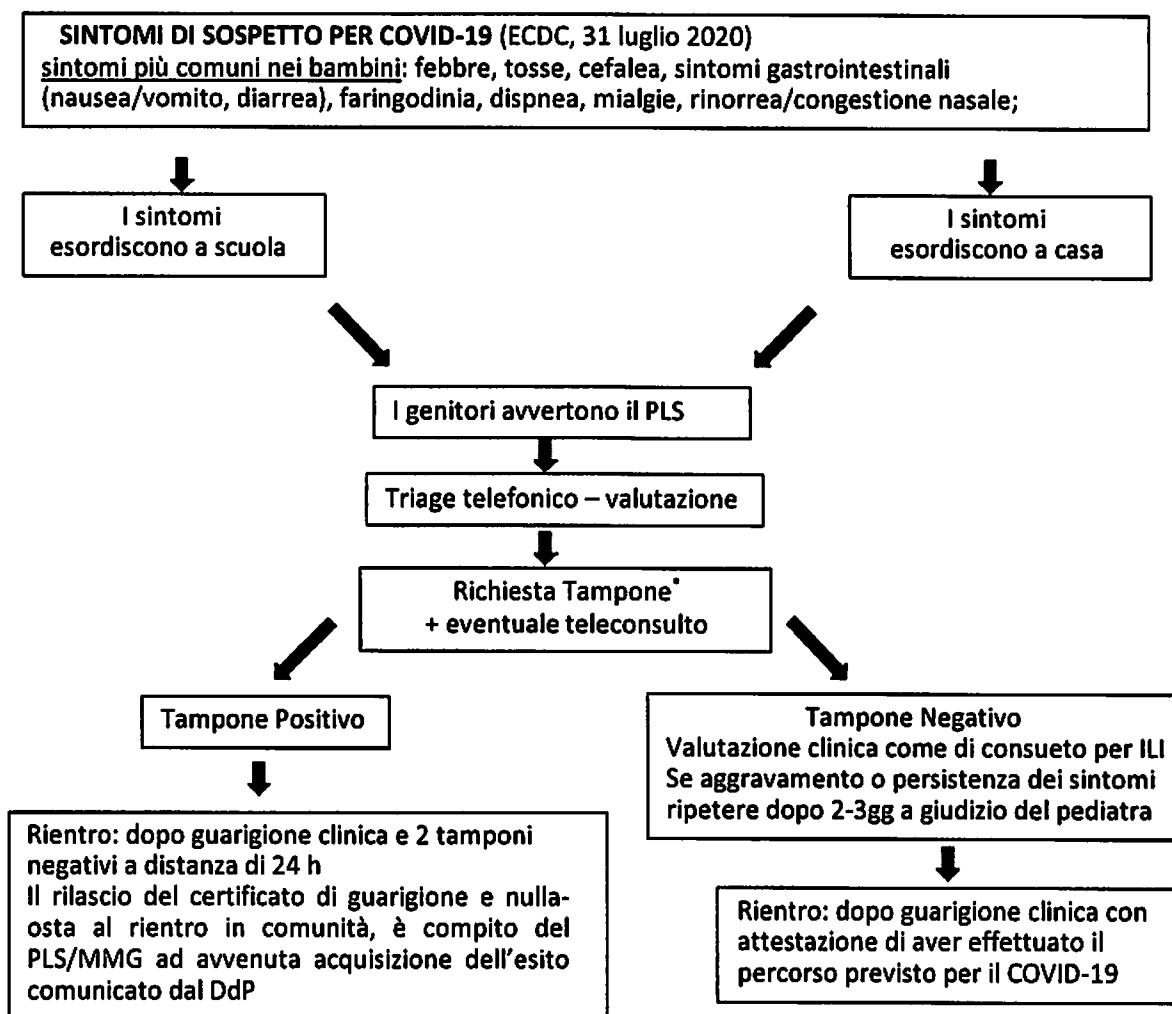 SINTOMI DI SOSPETTO PER COVID-19 (ECDC, 31 luglio 2020)
sintomi più comuni nei bambini: febbre, tosse, cefalea, sintomi gastrointestinali
(nausea/vomito, diarrea), faringodinia, dispnea, mialgie, rinorrea/congestione nasale;
I sintomi
esordiscono a scuola
I sintomi
esordiscono a casa
I genitori avvertono il PLS
Triage telefonico – valutazione
Richiesta Tampone*
+ eventuale teleconsulto
Tampone Positivo
Tampone Negativo
Valutazione clinica come di consueto per ILI
Se aggravamento o persistenza dei sintomi
ripetere dopo 2-3gg a giudizio del pediatra
Rientro: dopo guarigione clinica e 2 tamponi
negativi a distanza di 24 h
Il rilascio del certificato di guarigione e nulla-
osta al rientro in comunità, è compito del
PLS/MMG ad avvenuta acquisizione dell'esito
comunicato dal DdP
Rientro: dopo guarigione clinica con
attestazione di aver effettuato il
percorso previsto per il COVID-19